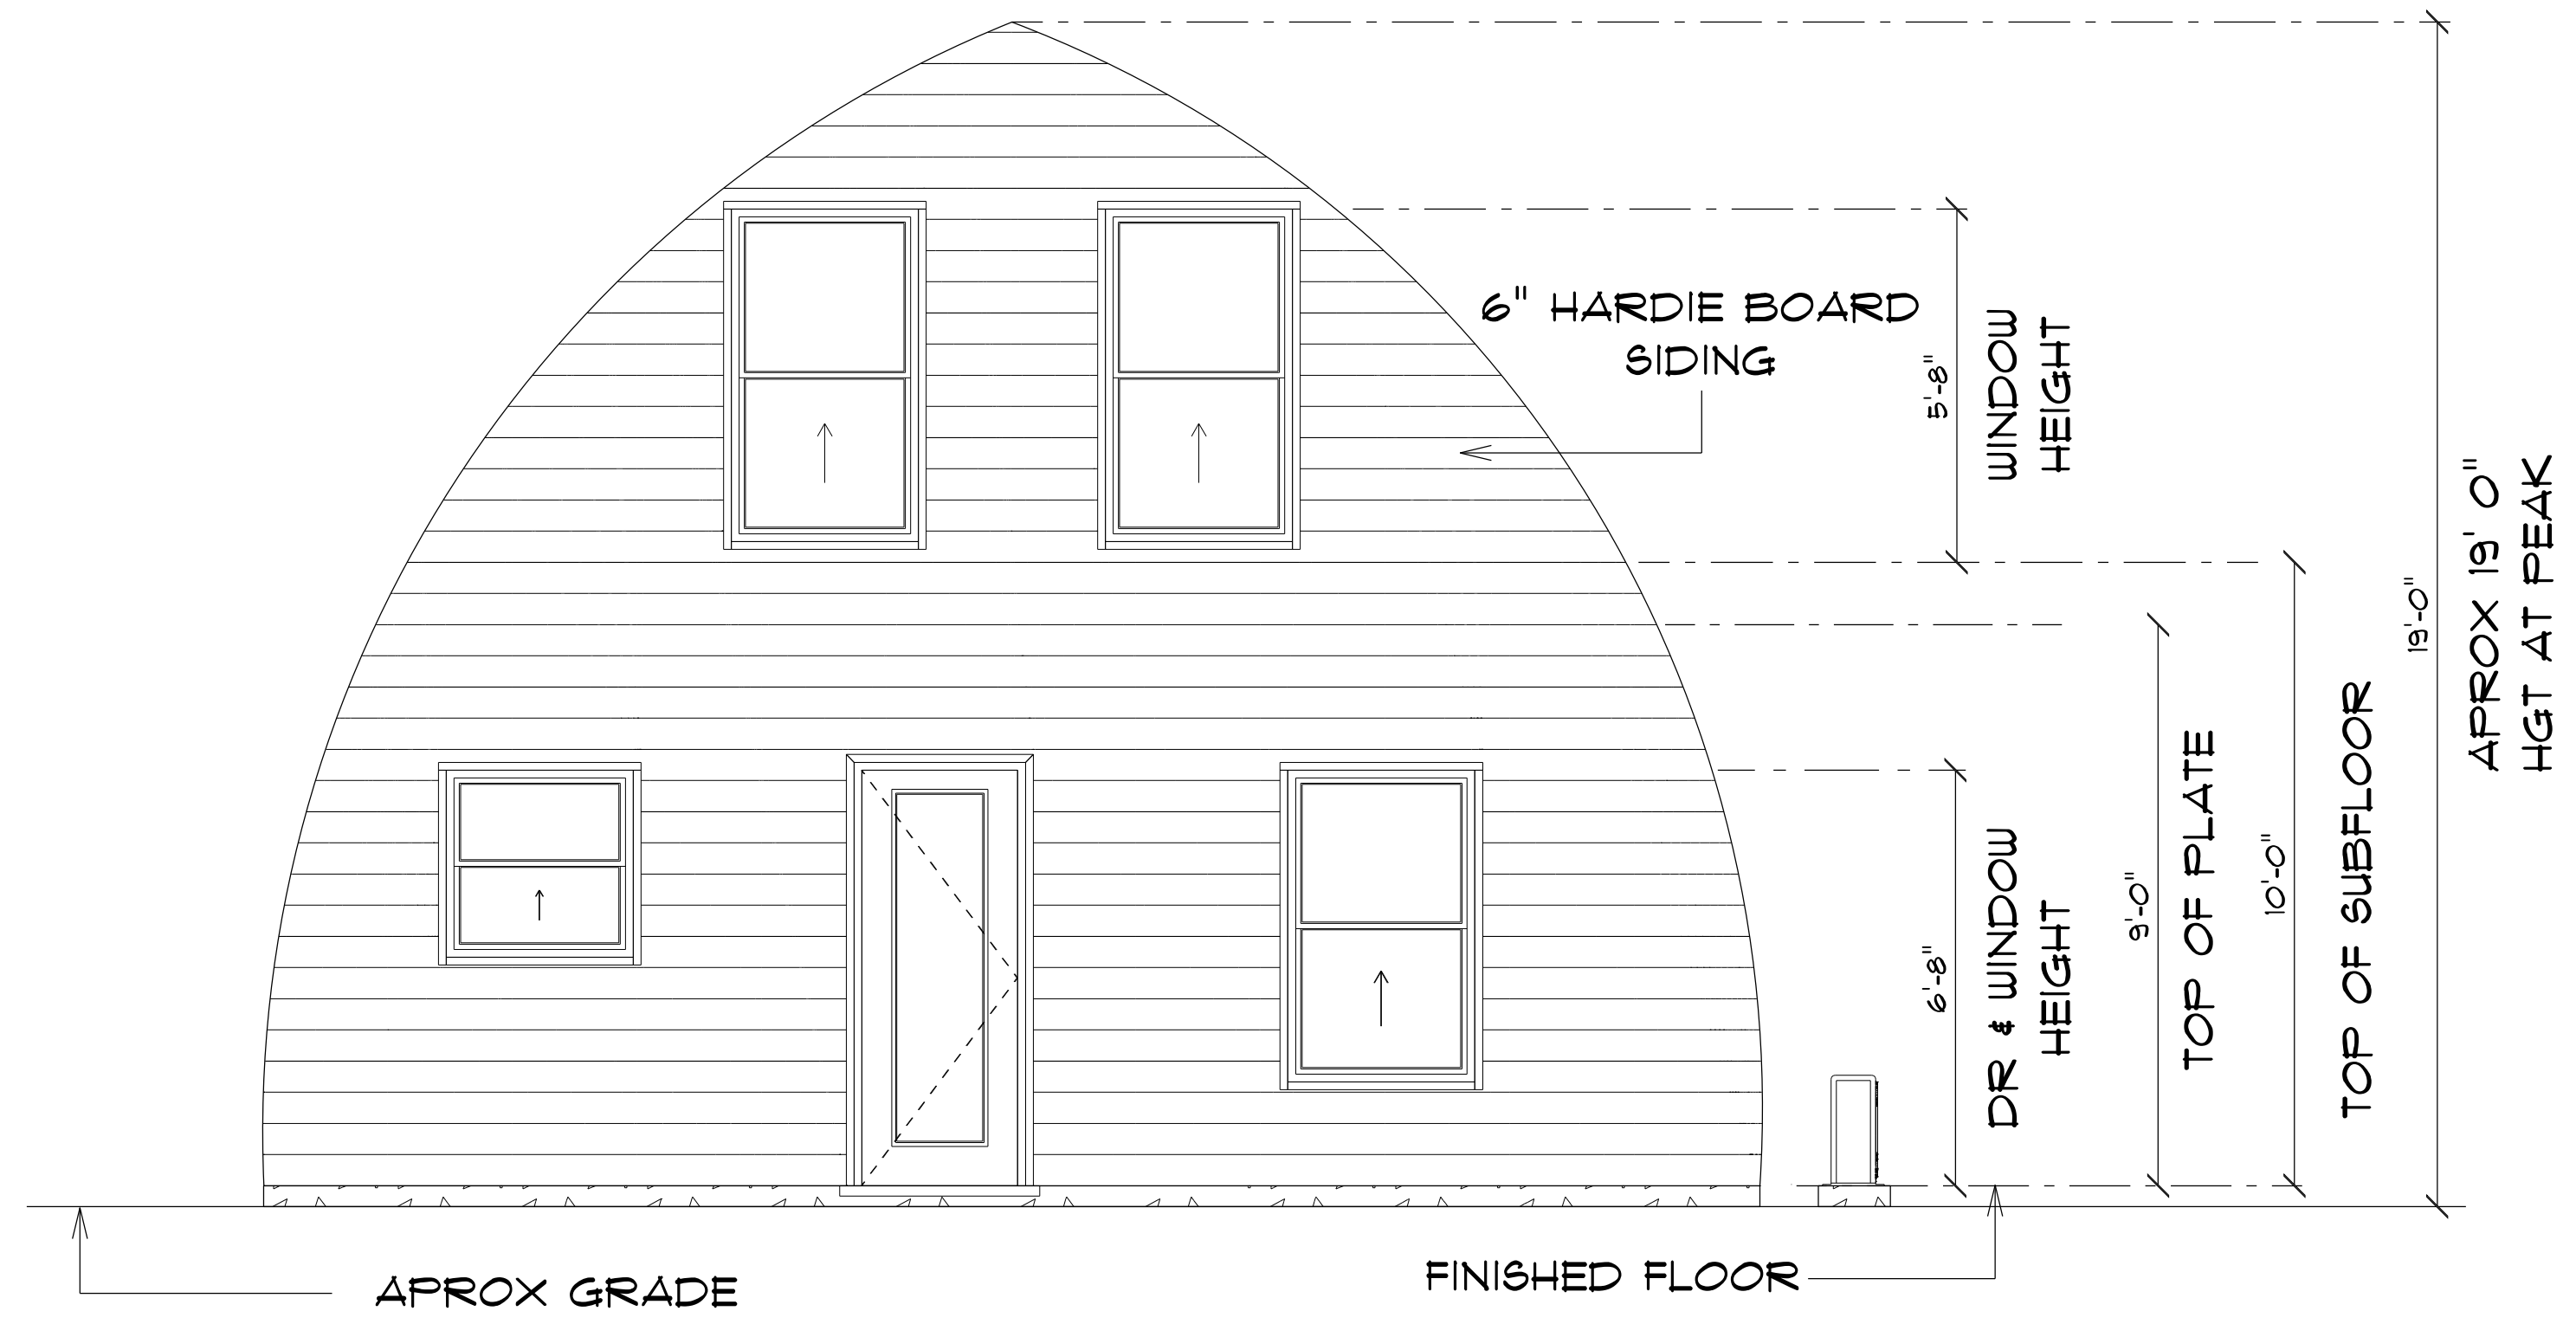 6" HARDIE BOARD
SIDING
5'-8"
WINDOW
HEIGHT
19'-0"
APROX 19' 0"
HGT AT PEAK
6'-8"
DR & WINDOW
HEIGHT
9'-0"
TOP OF PLATE
10'-0"
TOP OF SUBFLOOR
APROX GRADE
FINISHED FLOOR